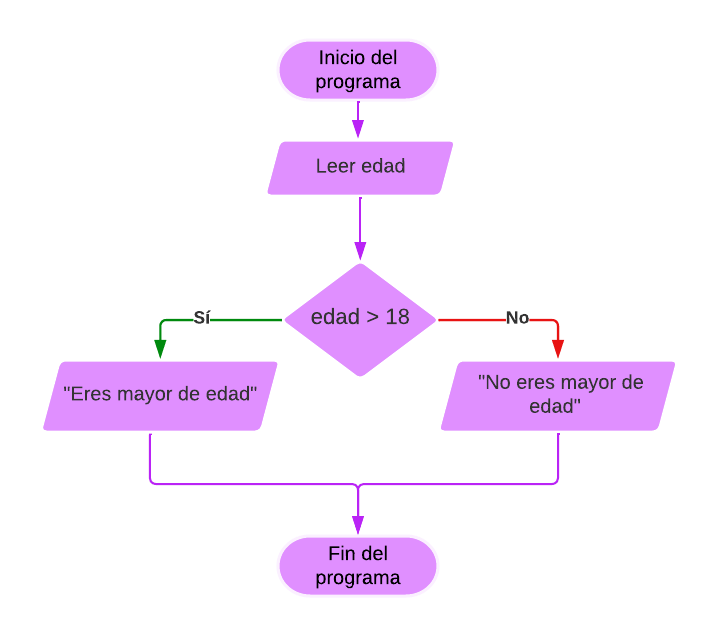 Inicio del
programa
Leer edad
edad > 18
Sí
No
"Eres mayor de edad"
"No eres mayor de
edad"
Fin del
programa